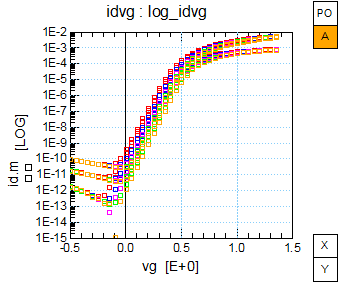 idvg : log_idvg
PO
A
1E-2
1E-3
1E-4
1E-5
1E-6
1E-7
1E-8
1E-9
1E-10
1E-11
1E-12
1E-13
1E-14
1E-15
id.m [LOG]
-0.5 0.0 0.5 1.0 1.5
vg [E+0]
X
Y